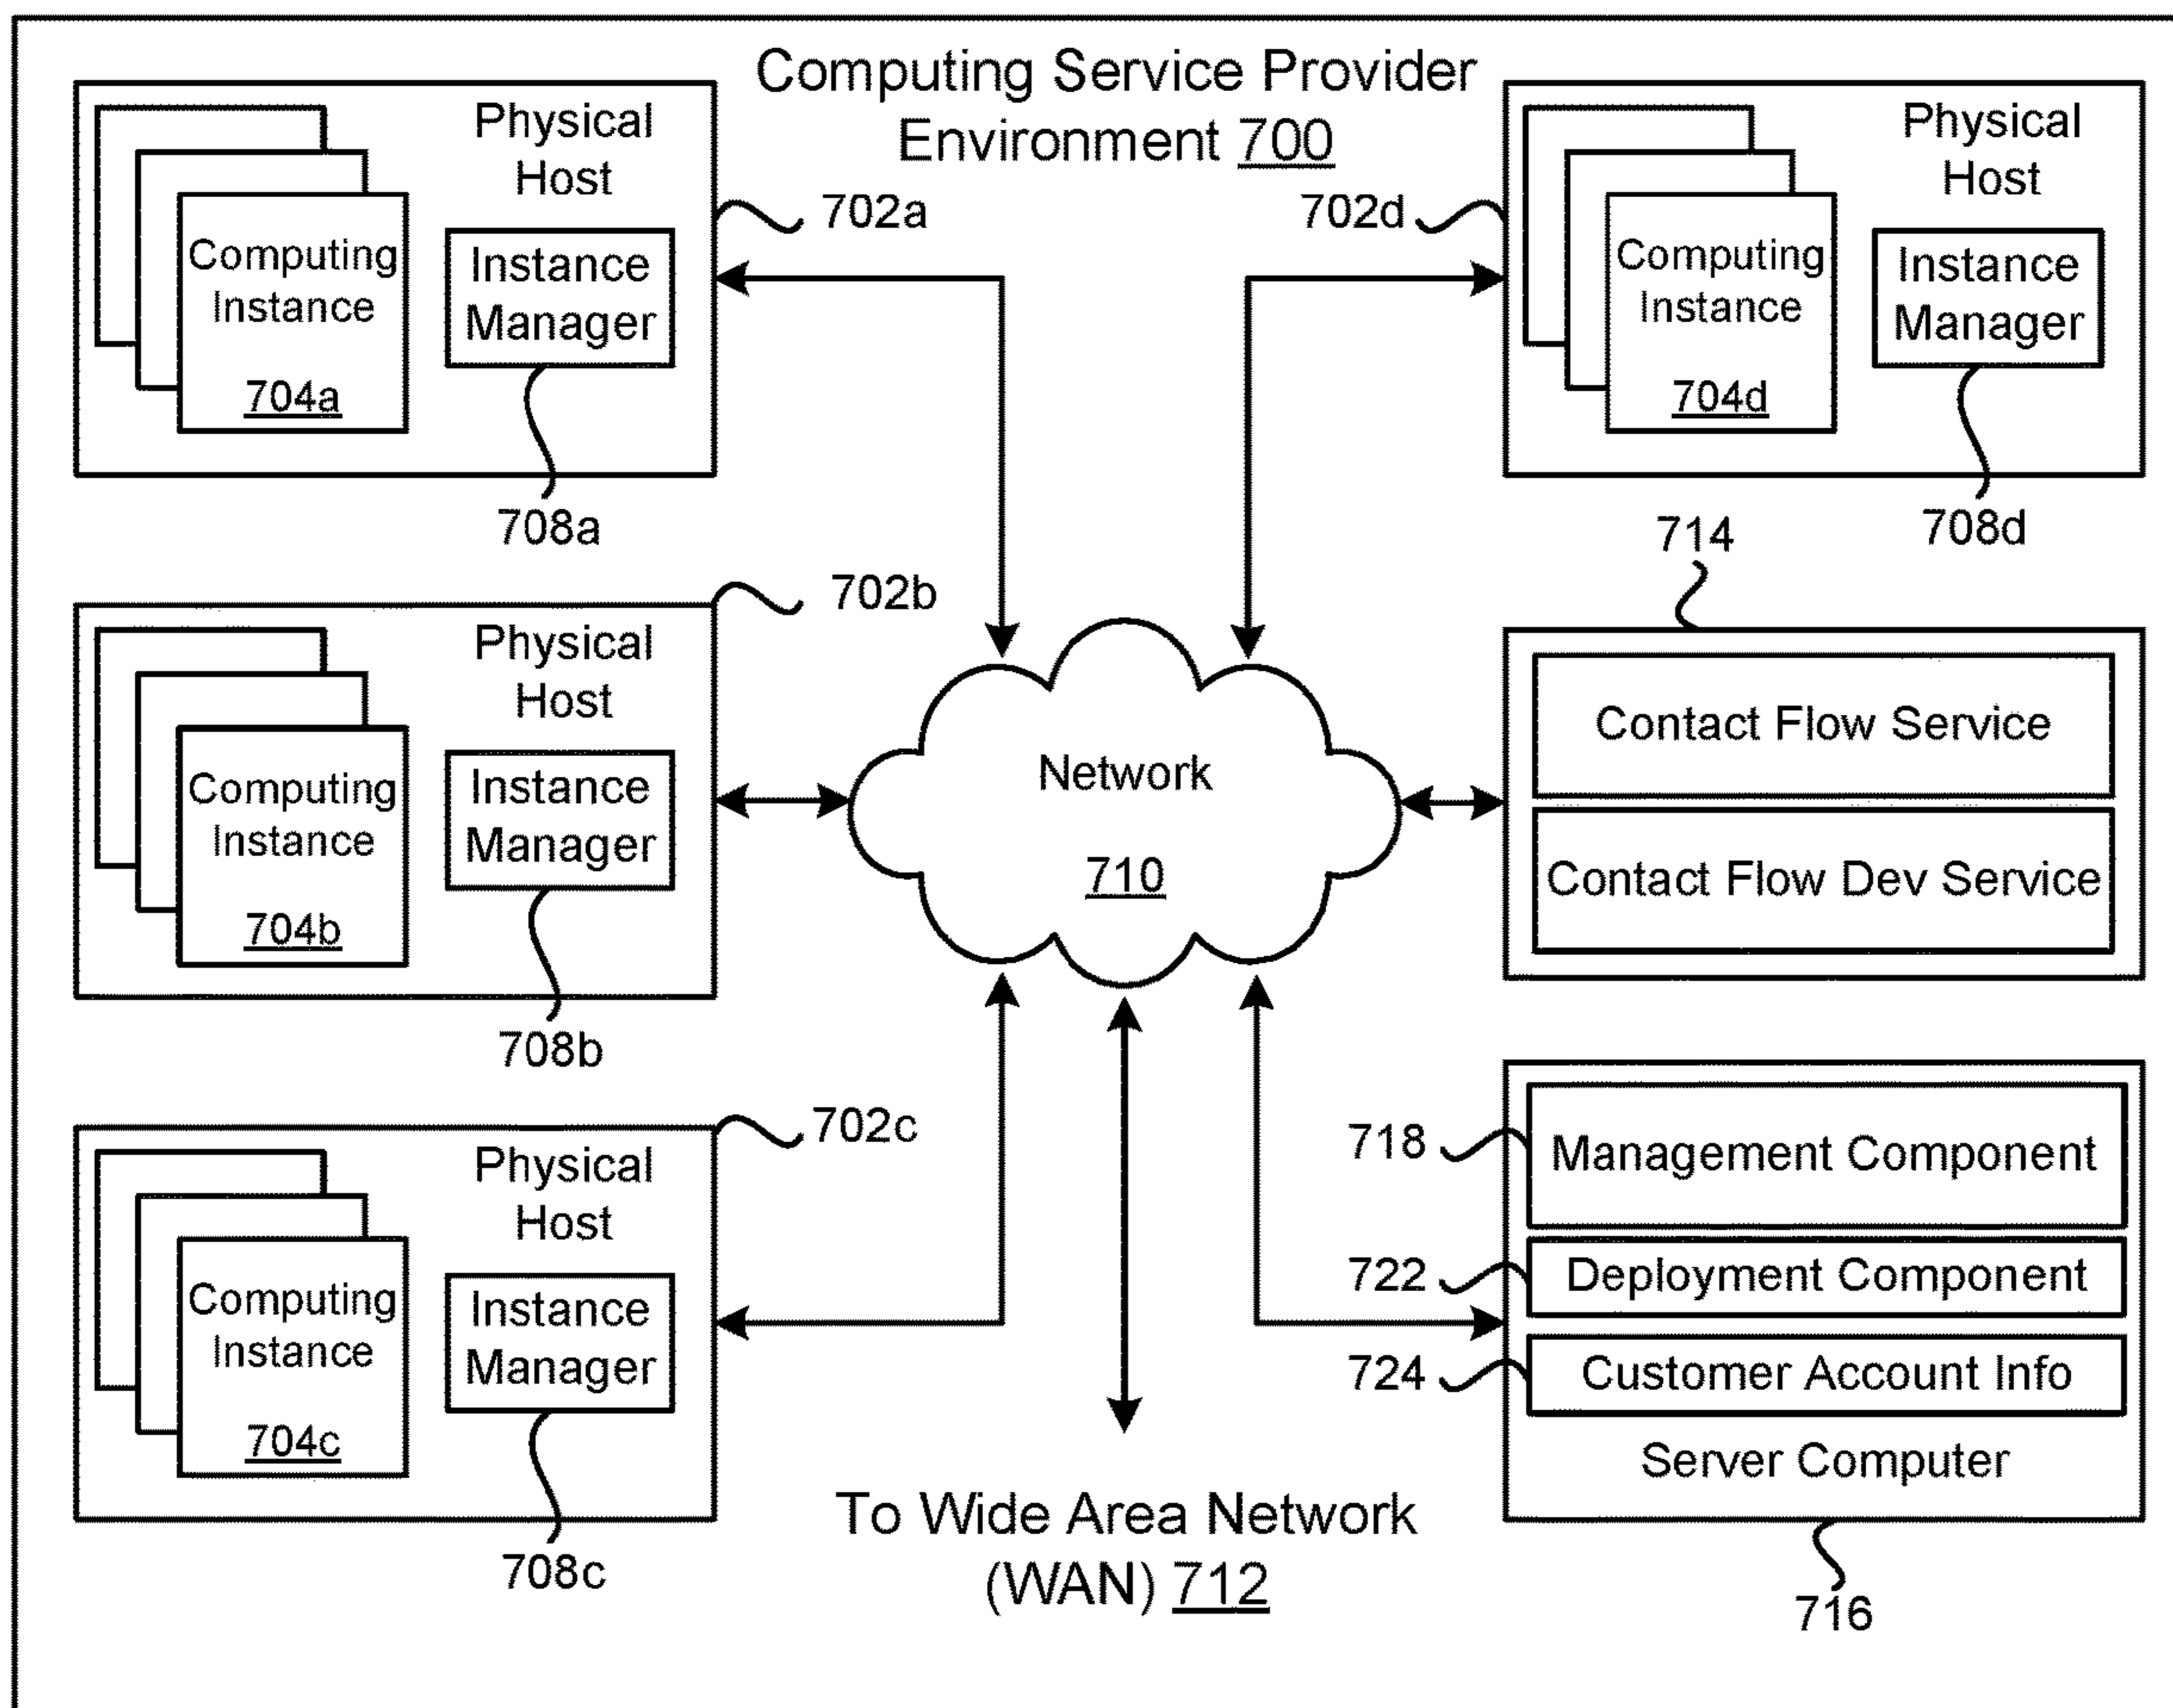 Computing Service Provider
Environment 700
Physical
Host
702a
Computing
Instance
704a
Instance
Manager
708a
Physical
Host
702d
Computing
Instance
704d
Instance
Manager
708d
Physical
Host
702b
Computing
Instance
704b
Instance
Manager
708b
Network
710
714
Contact Flow Service
Contact Flow Dev Service
Physical
Host
702c
Computing
Instance
704c
Instance
Manager
708c
718
Management Component
722
Deployment Component
724
Customer Account Info
Server Computer
716
To Wide Area Network
(WAN) 712